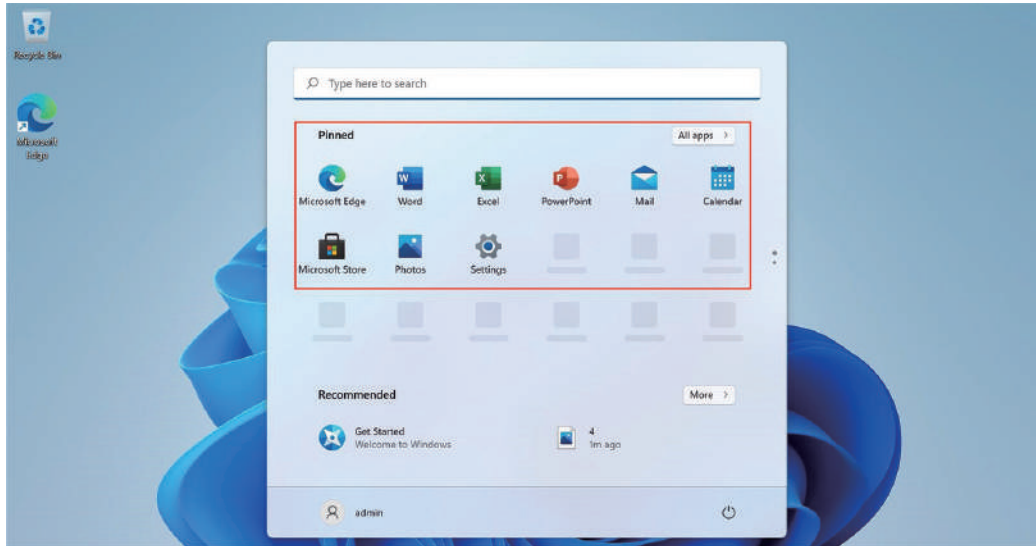 Recycle Bin
Microsoft
Edge
Type here to search
Pinned
All apps >
Microsoft Edge
Word
Excel
PowerPoint
Mail
Calendar
Microsoft Store
Photos
Settings
Recommended
More >
Get Started
Welcome to Windows
4
1m ago
admin